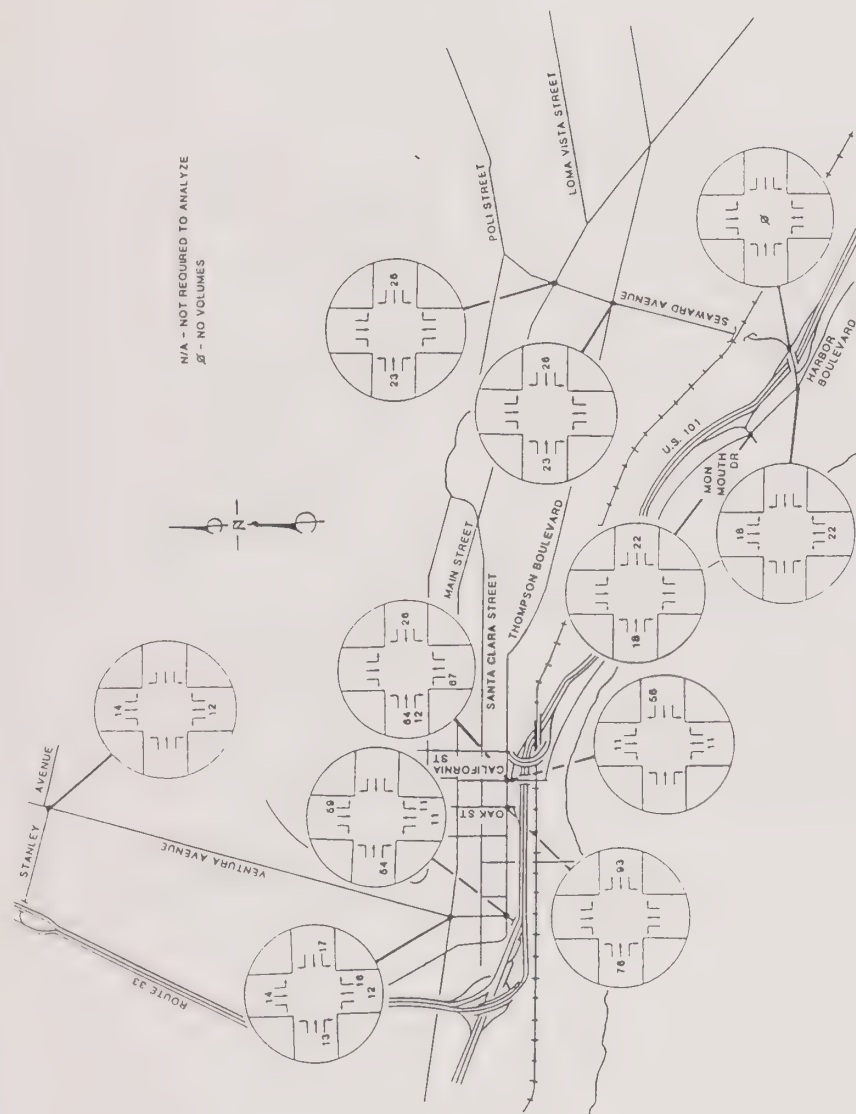 N/A - NOT REQUIRED TO ANALYZE
Ø - NO VOLUMES
N
POLI STREET
LOMA VISTA STREET
MAIN STREET
SANTA CLARA STREET
THOMPSON BOULEVARD
SEAWARD AVENUE
U.S. 101
HARBOR
BOULEVARD
MON
MOUTH
DR
CALIFORNIA
ST
OAK ST
STANLEY
AVENUE
VENTURA AVENUE
ROUTE 33
14
12
23
26
23
26
Ø
18
22
18
22
64
12
26
67
11
56
11
59
54
11
11
76
93
14
17
13
16
12